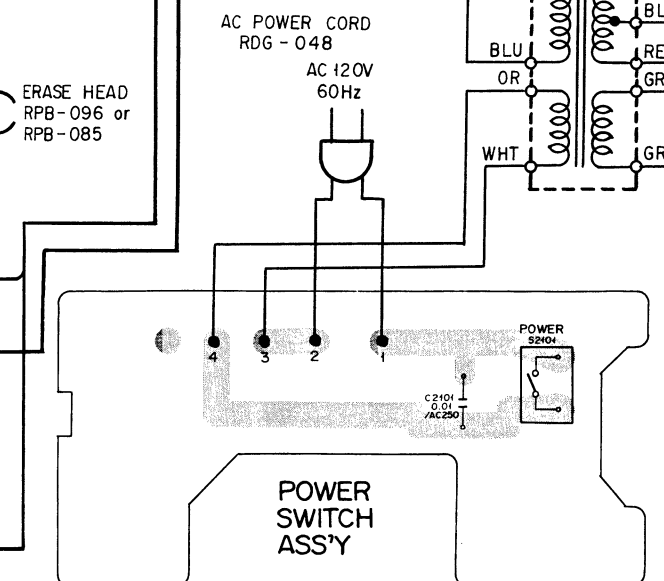 AC POWER CORD
RDG-048
AC 120V
60Hz
ERASE HEAD
RPB-096 or
RPB-085
BLU
OR
WHT
BL
RE
GR
GR
4
3
2
1
POWER
S2101
C2101
0.01
/AC250
POWER
SWITCH
ASS'Y